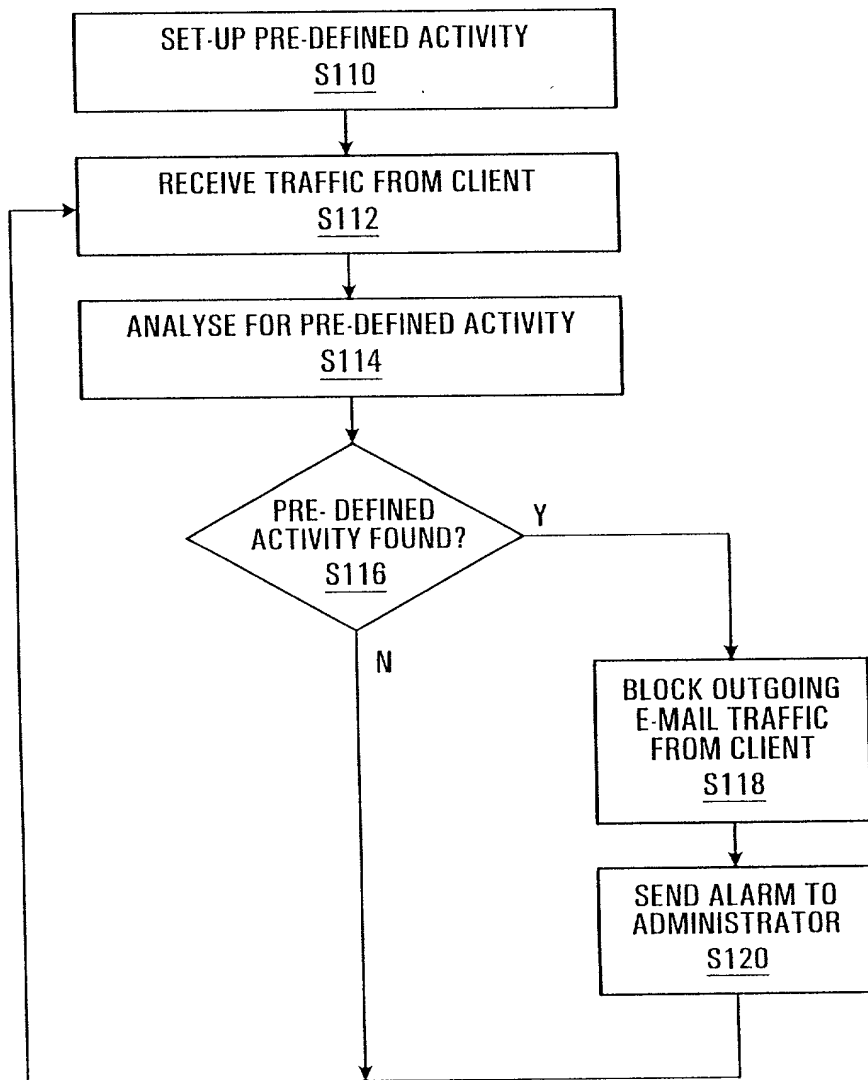 SET-UP PRE-DEFINED ACTIVITY
S110
RECEIVE TRAFFIC FROM CLIENT
S112
ANALYSE FOR PRE-DEFINED ACTIVITY
S114
PRE- DEFINED
ACTIVITY FOUND?
S116
Y
N
BLOCK OUTGOING
E-MAIL TRAFFIC
FROM CLIENT
S118
SEND ALARM TO
ADMINISTRATOR
S120